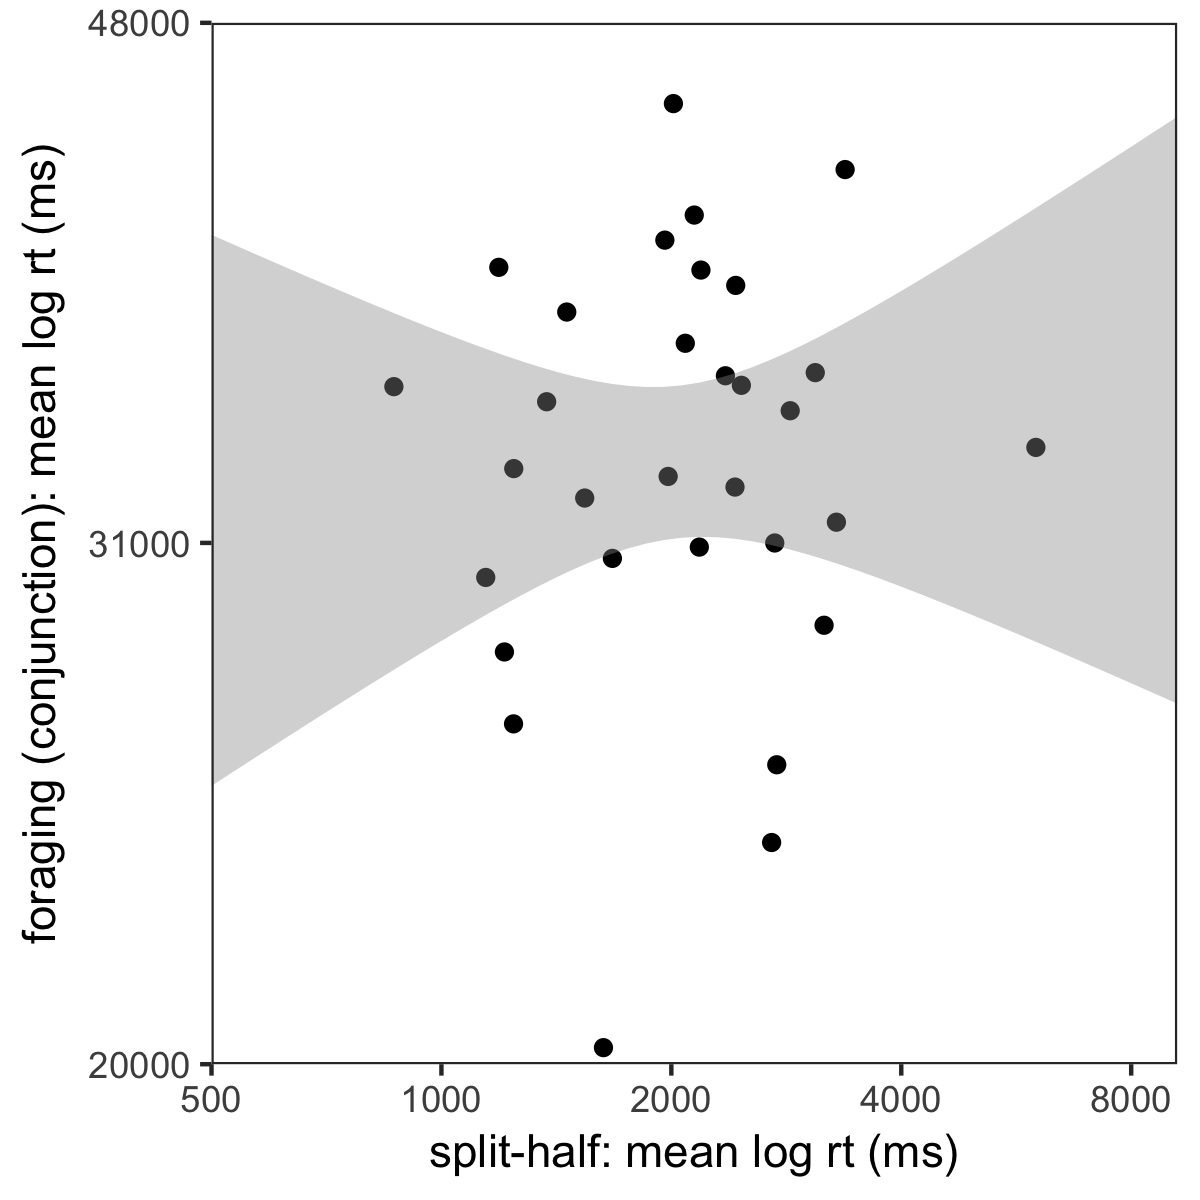 foraging (conjunction): mean log rt (ms)
48000
31000
20000
500 1000 2000 4000 8000
split-half: mean log rt (ms)